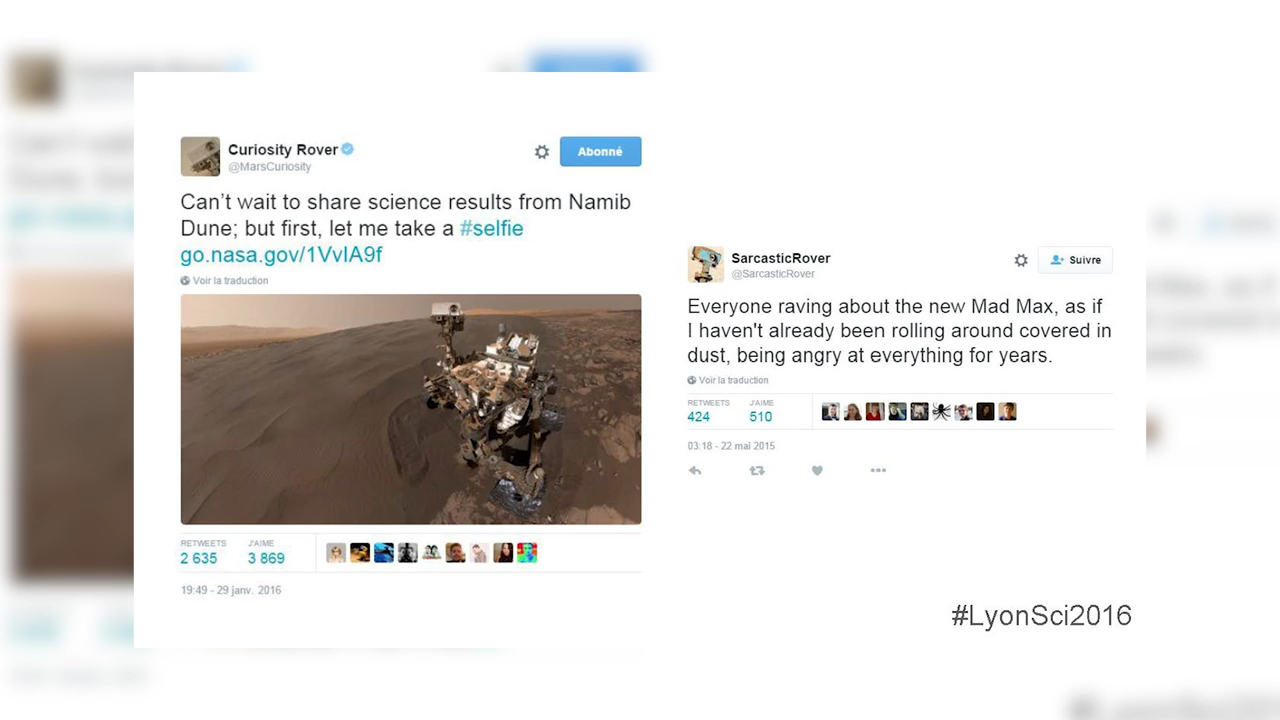 Curiosity Rover
@MarsCuriosity
Abonné
Can't wait to share science results from Namib
Dune; but first, let me take a #selfie
go.nasa.gov/1VvIA9f
Voir la traduction
RETWEETS J'AIME
2 635 3 869
19:49 - 29 janv. 2016
SarcasticRover
@SarcasticRover
Suivre
Everyone raving about the new Mad Max, as if
I haven't already been rolling around covered in
dust, being angry at everything for years.
Voir la traduction
RETWEETS J'AIME
424 510
03:18 - 22 mai 2015
#LyonSci2016